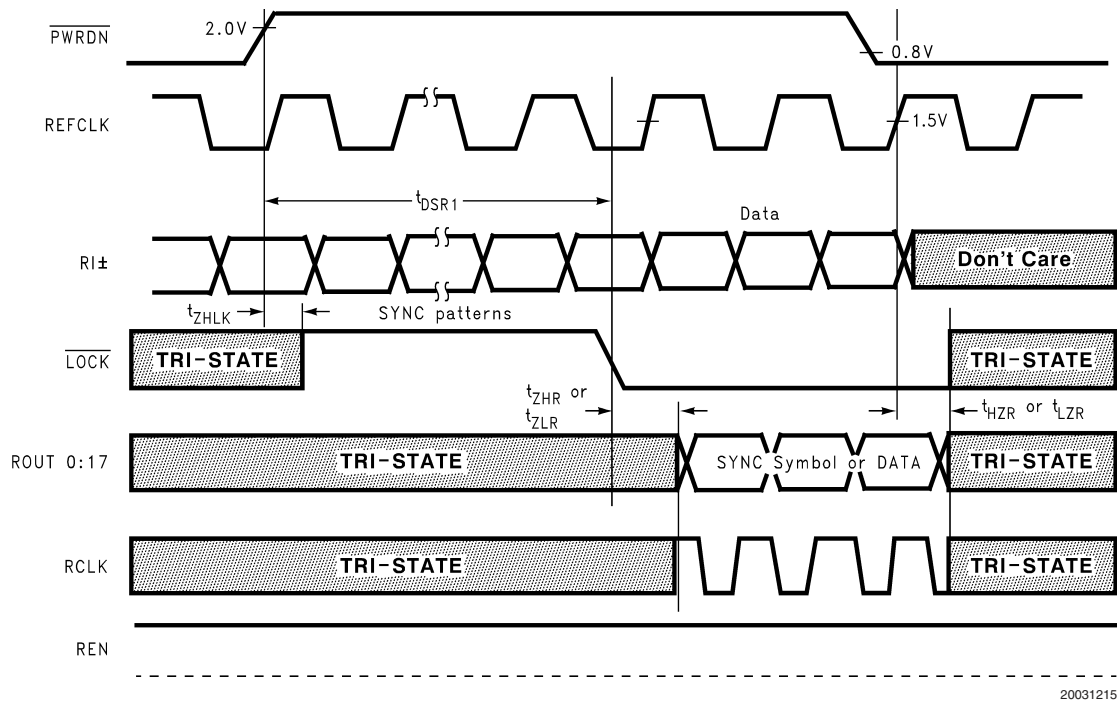 PWRDN
2.0V
0.8V
REFCLK
1.5V
tDSR1
Data
RI±
Don't Care
tZHLK
SYNC patterns
LOCK
TRI-STATE
TRI-STATE
tZHR or
tZLR
tHZR or tLZR
ROUT 0:17
TRI-STATE
SYNC Symbol or DATA
TRI-STATE
RCLK
TRI-STATE
TRI-STATE
REN
20031215